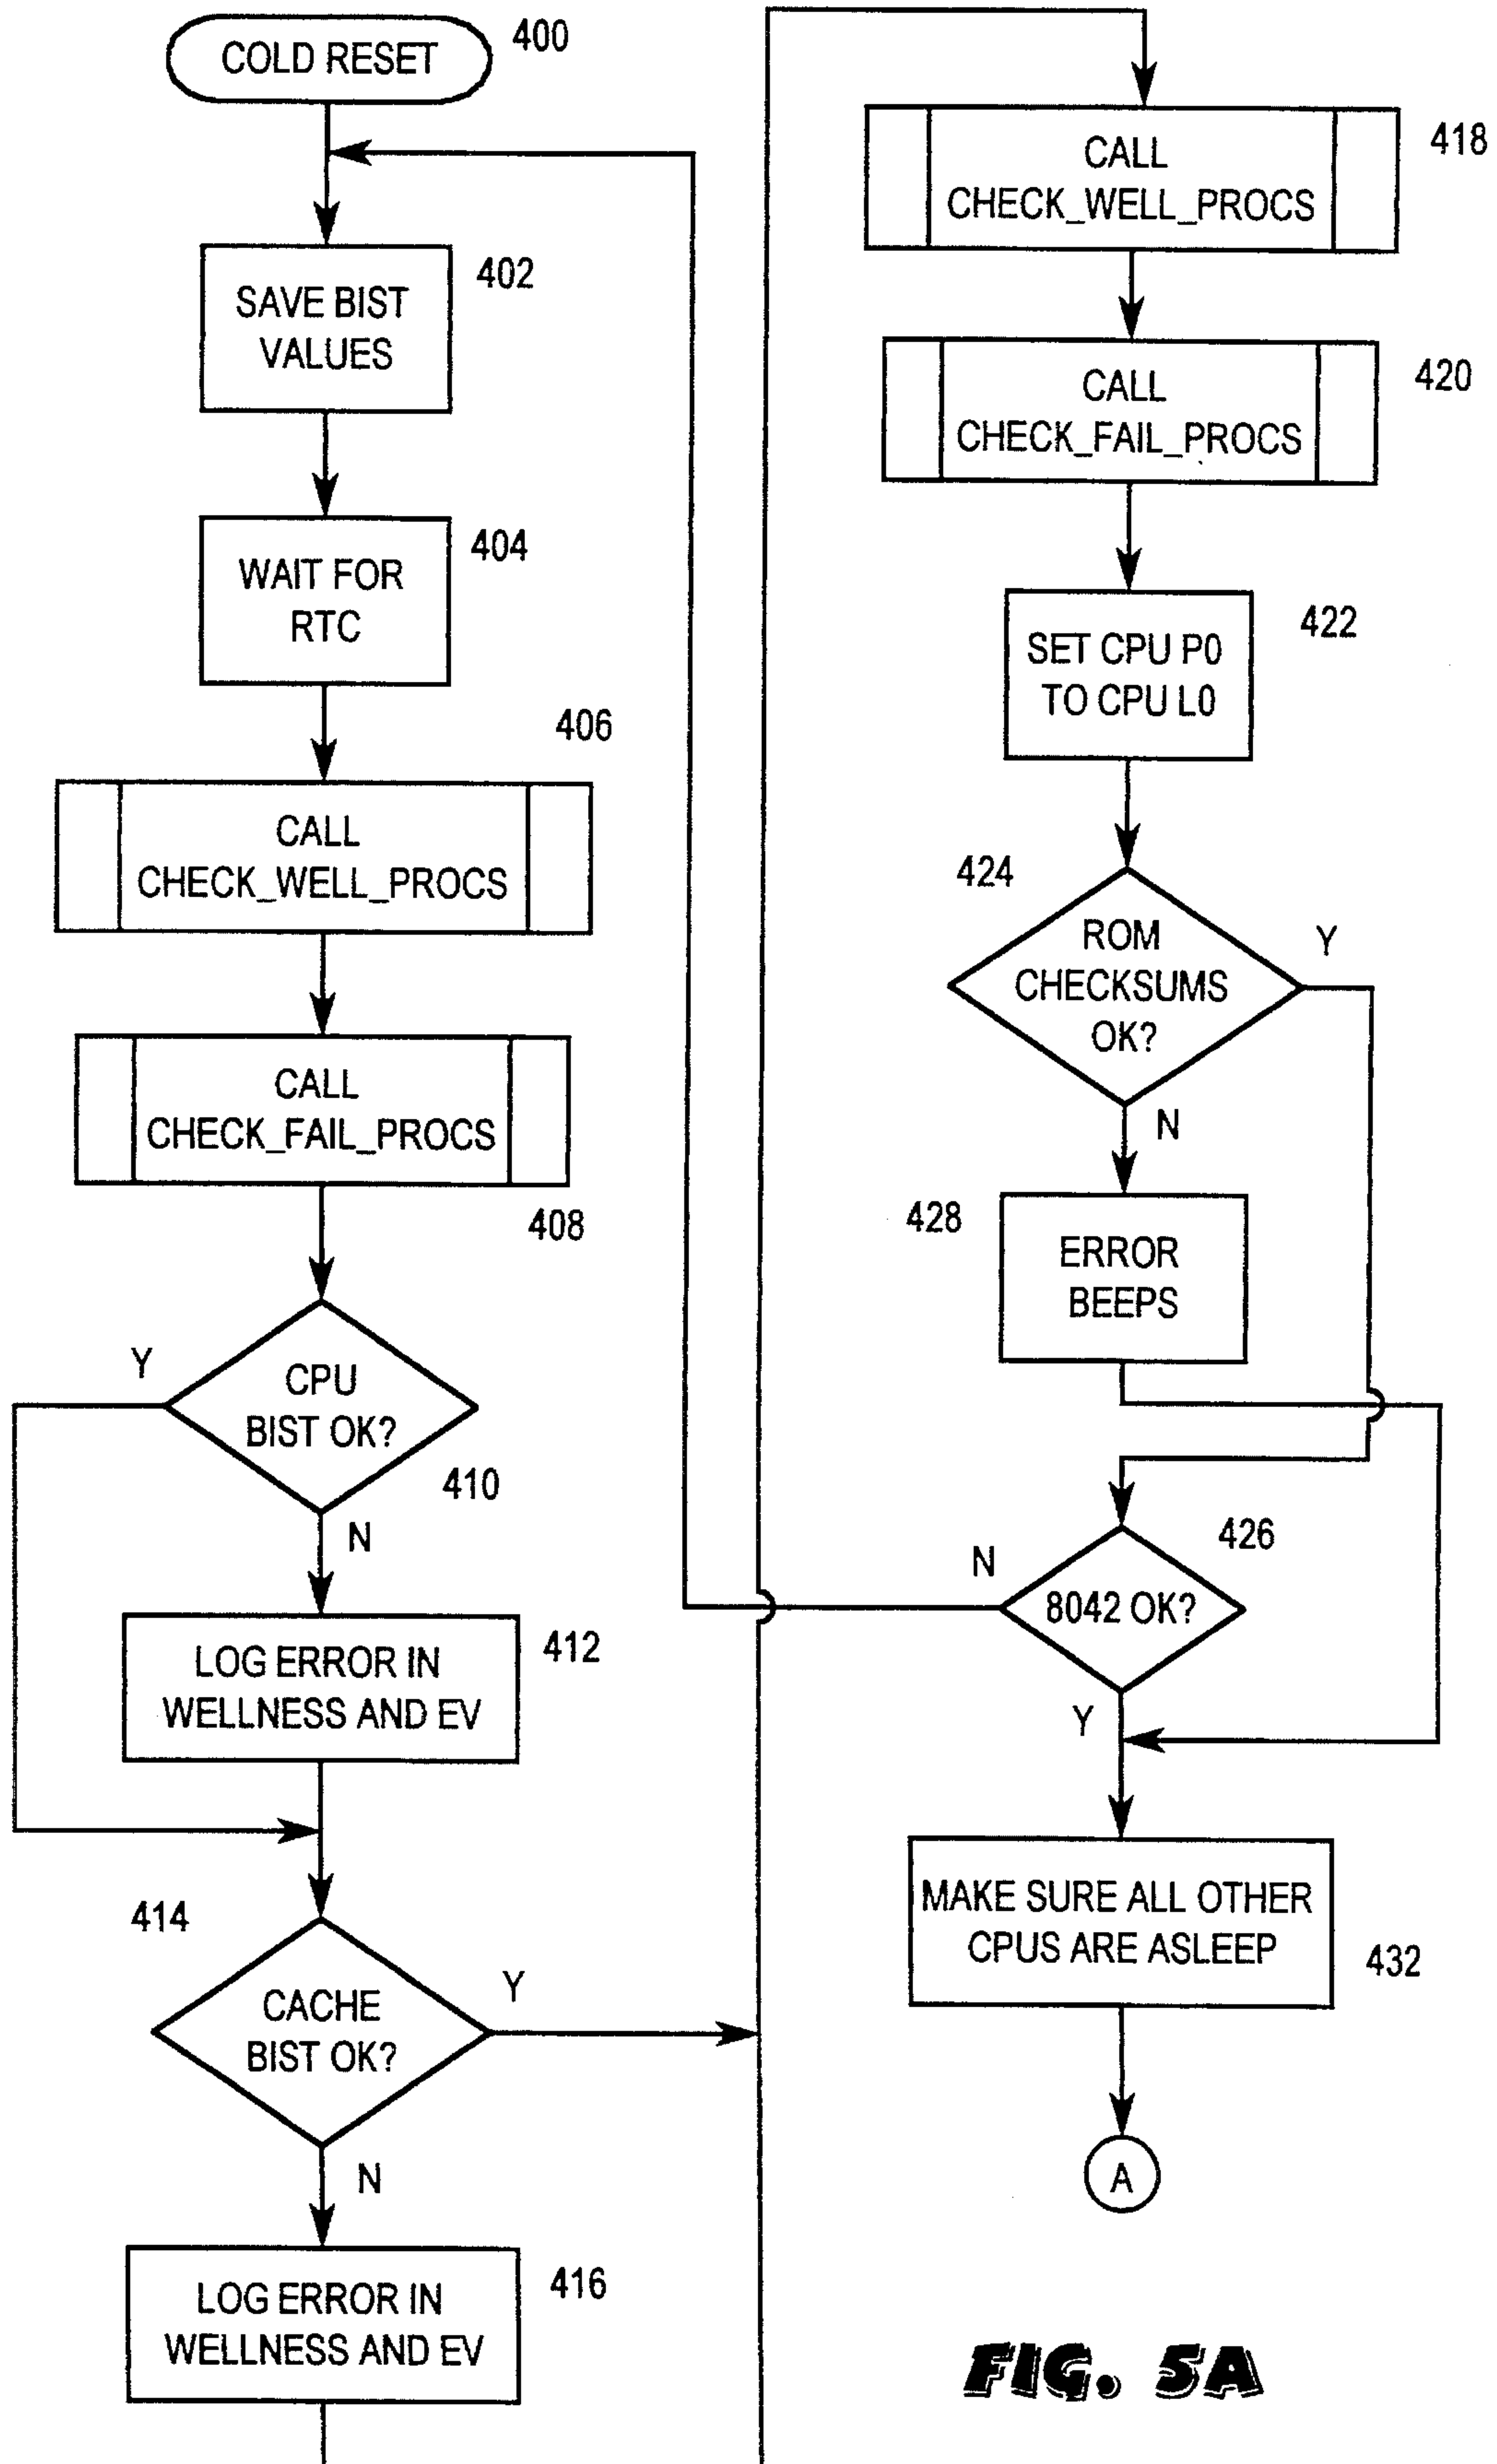 COLD RESET
400
SAVE BIST
VALUES
402
WAIT FOR
RTC
404
406
CALL
CHECK_WELL_PROCS
CALL
CHECK_FAIL_PROCS
408
Y
CPU
BIST OK?
410
N
LOG ERROR IN
WELLNESS AND EV
412
414
CACHE
BIST OK?
Y
N
LOG ERROR IN
WELLNESS AND EV
416
CALL
CHECK_WELL_PROCS
418
CALL
CHECK_FAIL_PROCS
420
SET CPU P0
TO CPU L0
422
424
ROM
CHECKSUMS
OK?
Y
N
428
ERROR
BEEPS
426
N
8042 OK?
Y
MAKE SURE ALL OTHER
CPUS ARE ASLEEP
432
A
FIG. 5A